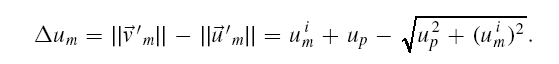 Δu_m = ||v⃗'_m|| − ||u⃗'_m|| = u_m^i + u_p − √(u_p^2 + (u_m^i)^2).